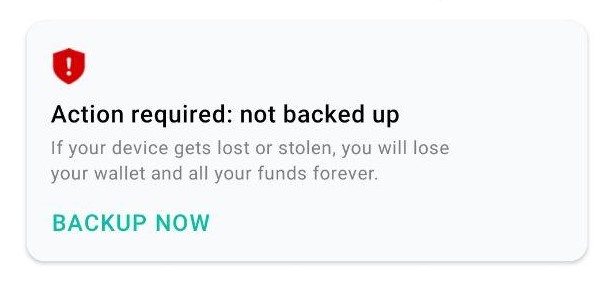 Action required: not backed up
If your device gets lost or stolen, you will lose
your wallet and all your funds forever.
BACKUP NOW